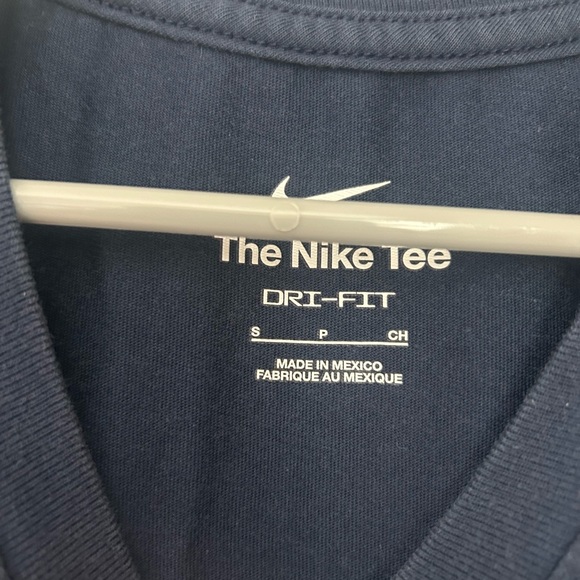 The Nike Tee
DRI-FIT
S P CH
MADE IN MEXICO
FABRIQUE AU MEXIQUE